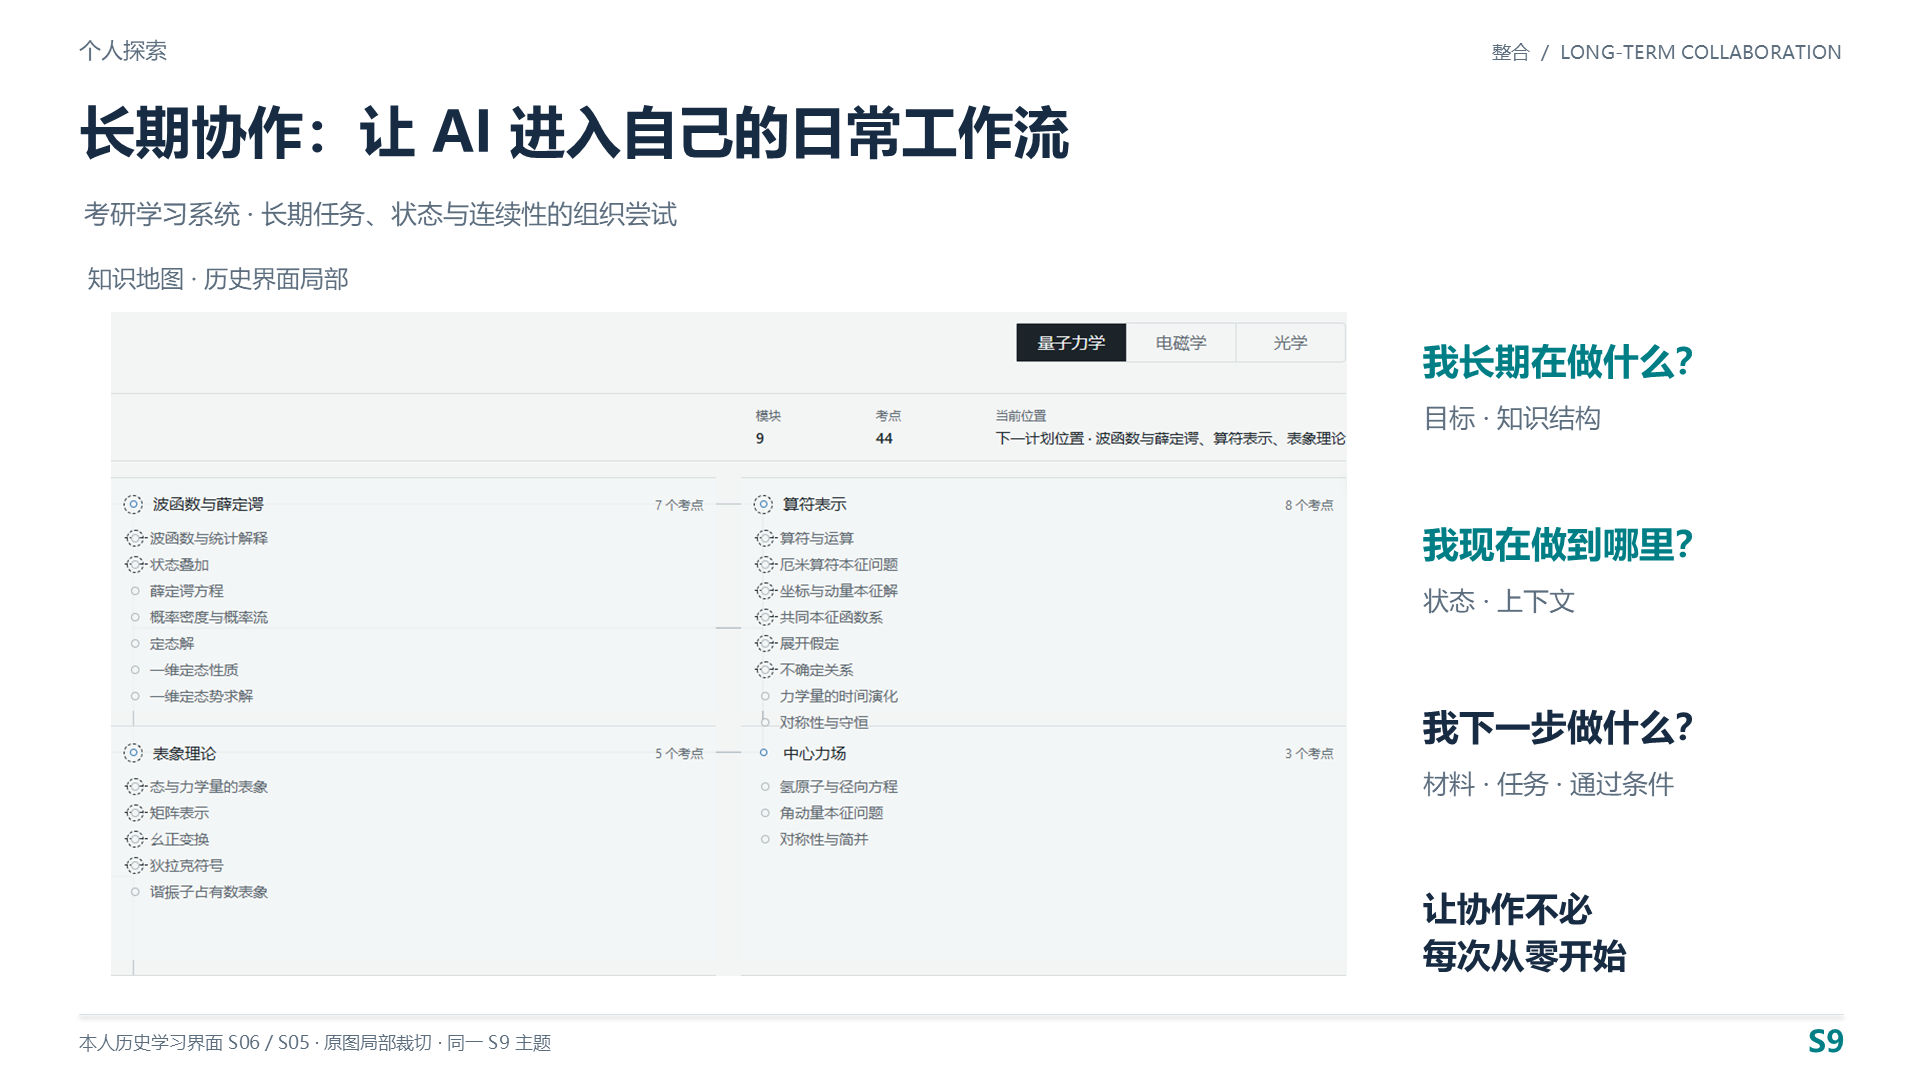 个人探索
整合 / LONG-TERM COLLABORATION
长期协作：让 AI 进入自己的日常工作流
考研学习系统 · 长期任务、状态与连续性的组织尝试
知识地图 · 历史界面局部
量子力学 电磁学 光学
模块 考点 当前位置
9 44 下一计划位置 · 波函数与薛定谔、算符表示、表象理论
波函数与薛定谔 7 个考点
波函数与统计解释
状态叠加
薛定谔方程
概率密度与概率流
定态解
一维定态性质
一维定态势求解
算符表示 8 个考点
算符与运算
厄米算符本征问题
坐标与动量本征解
共同本征函数系
展开假定
不确定关系
力学量的时间演化
对称性与守恒
表象理论 5 个考点
态与力学量的表象
矩阵表示
幺正变换
狄拉克符号
谐振子占有数表象
中心力场 3 个考点
氢原子与径向方程
角动量本征问题
对称性与简并
我长期在做什么？
目标 · 知识结构
我现在做到哪里？
状态 · 上下文
我下一步做什么？
材料 · 任务 · 通过条件
让协作不必
每次从零开始
本人历史学习界面 S06 / S05 · 原图局部裁切 · 同一 S9 主题
S9